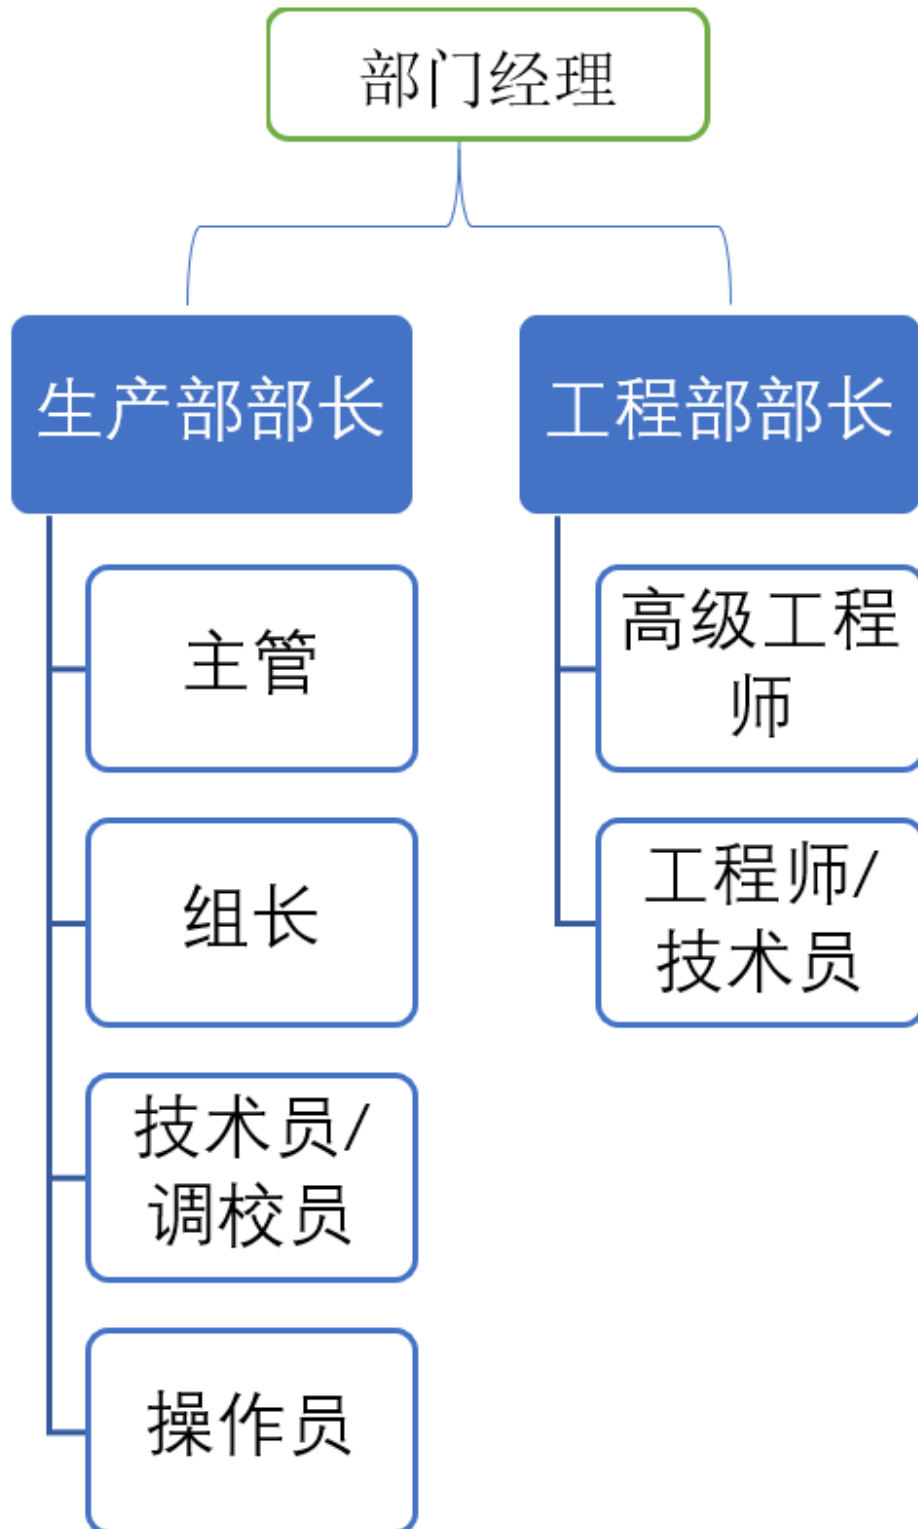 部门经理
生产部部长
工程部部长
主管
高级工程
师
组长
工程师/
技术员
技术员/
调校员
操作员